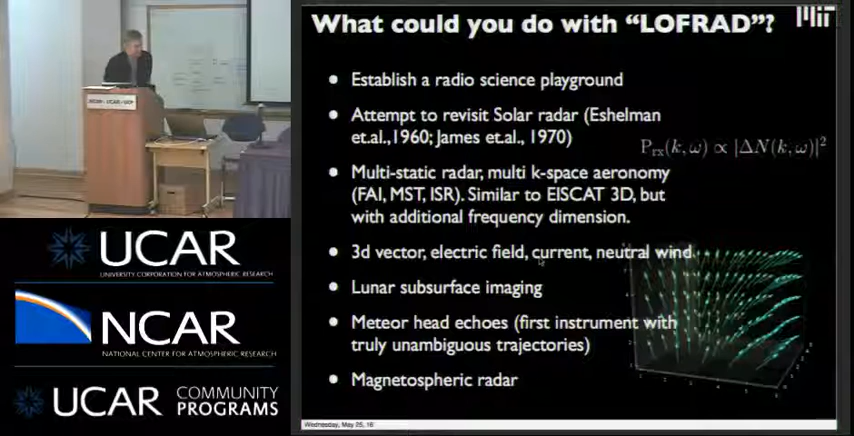 What could you do with "LOFRAD"?
MIT
Establish a radio science playground
Attempt to revisit Solar radar (Eshelman
et.al.,1960; James et.al., 1970)
P_rx(k, ω) ∝ |ΔN(k, ω)|²
Multi-static radar, multi k-space aeronomy
(FAI, MST, ISR). Similar to EISCAT 3D, but
with additional frequency dimension.
3d vector, electric field, current, neutral wind
Lunar subsurface imaging
Meteor head echoes (first instrument with
truly unambiguous trajectories)
Magnetospheric radar
Wednesday, May 25, 16
UCAR
UNIVERSITY CORPORATION FOR ATMOSPHERIC RESEARCH
NCAR
NATIONAL CENTER FOR ATMOSPHERIC RESEARCH
UCAR
COMMUNITY
PROGRAMS